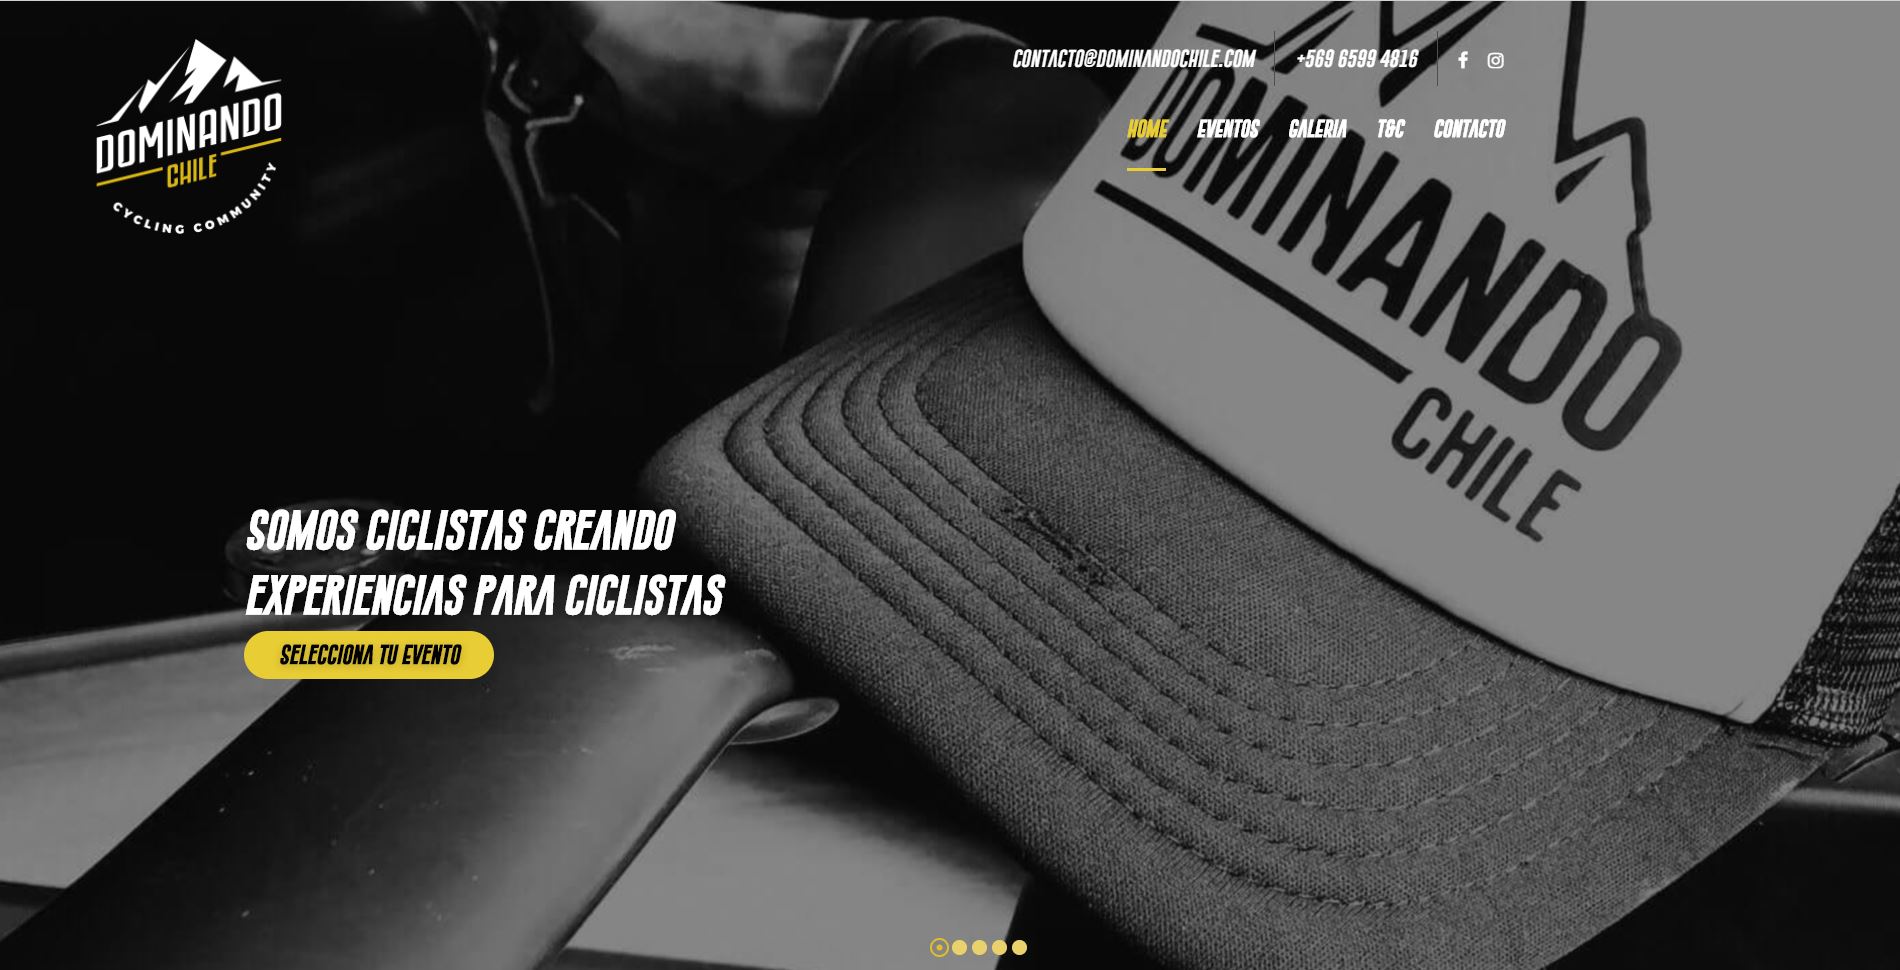 DOMINANDO
CHILE
CYCLING COMMUNITY
CONTACTO@DOMINANDOCHILE.COM
+569 6599 4816
HOME EVENTOS GALERIA T&C CONTACTO
DOMINANDO
CHILE
SOMOS CICLISTAS CREANDO
EXPERIENCIAS PARA CICLISTAS
SELECCIONA TU EVENTO